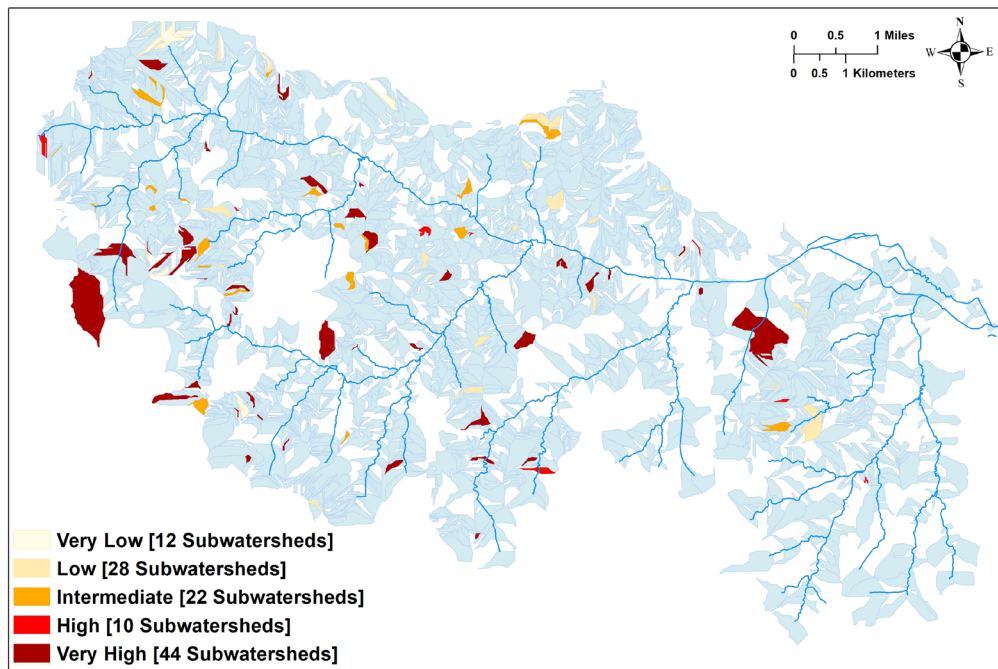 N
W E
S
0 0.5 1 Miles
0 0.5 1 Kilometers
Very Low [12 Subwatersheds]
Low [28 Subwatersheds]
Intermediate [22 Subwatersheds]
High [10 Subwatersheds]
Very High [44 Subwatersheds]